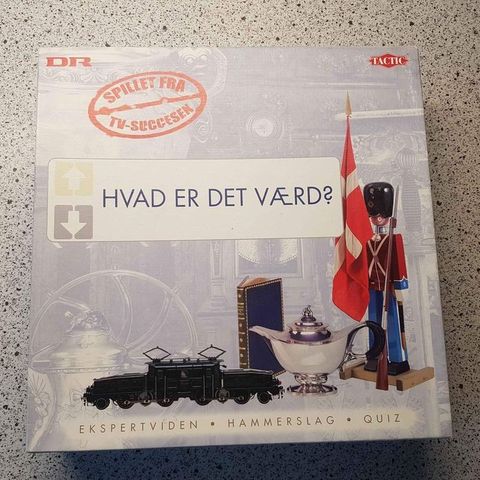 DR
TACTIC
SPILLET FRA
TV-SUCCESEN
HVAD ER DET VÆRD?
EKSPERTVIDEN • HAMMERSLAG • QUIZ